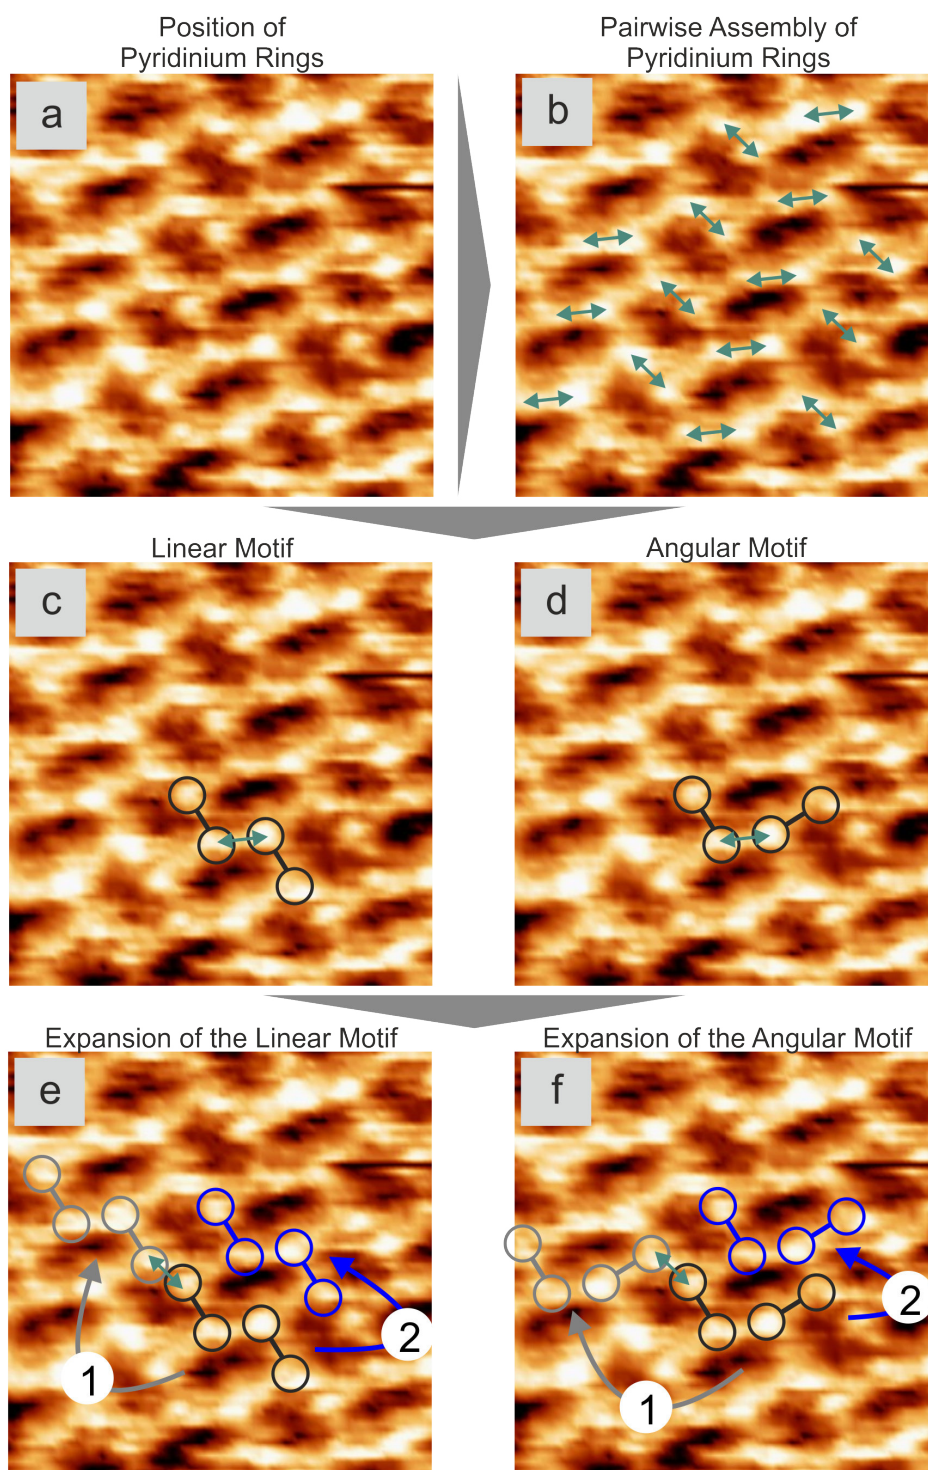 Position of
Pyridinium Rings
Pairwise Assembly of
Pyridinium Rings
a
b
Linear Motif
Angular Motif
c
d
Expansion of the Linear Motif
Expansion of the Angular Motif
e
f
1
2
1
2